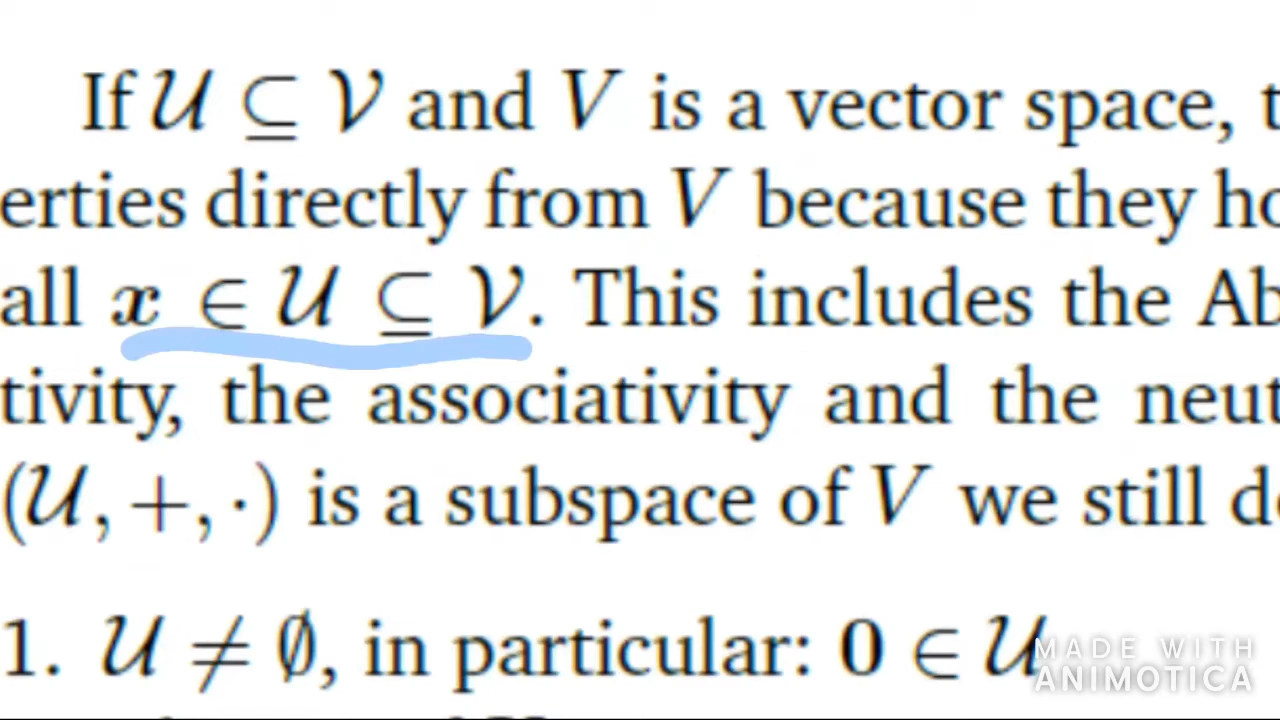 If 𝒰 ⊆ 𝒱 and V is a vector space, t
erties directly from V because they ho
all x ∈ 𝒰 ⊆ 𝒱. This includes the Ab
tivity, the associativity and the neut
(𝒰, +, ·) is a subspace of V we still de
1. 𝒰 ≠ ∅, in particular: 0 ∈ 𝒰
MADE WITH
ANIMOTICA